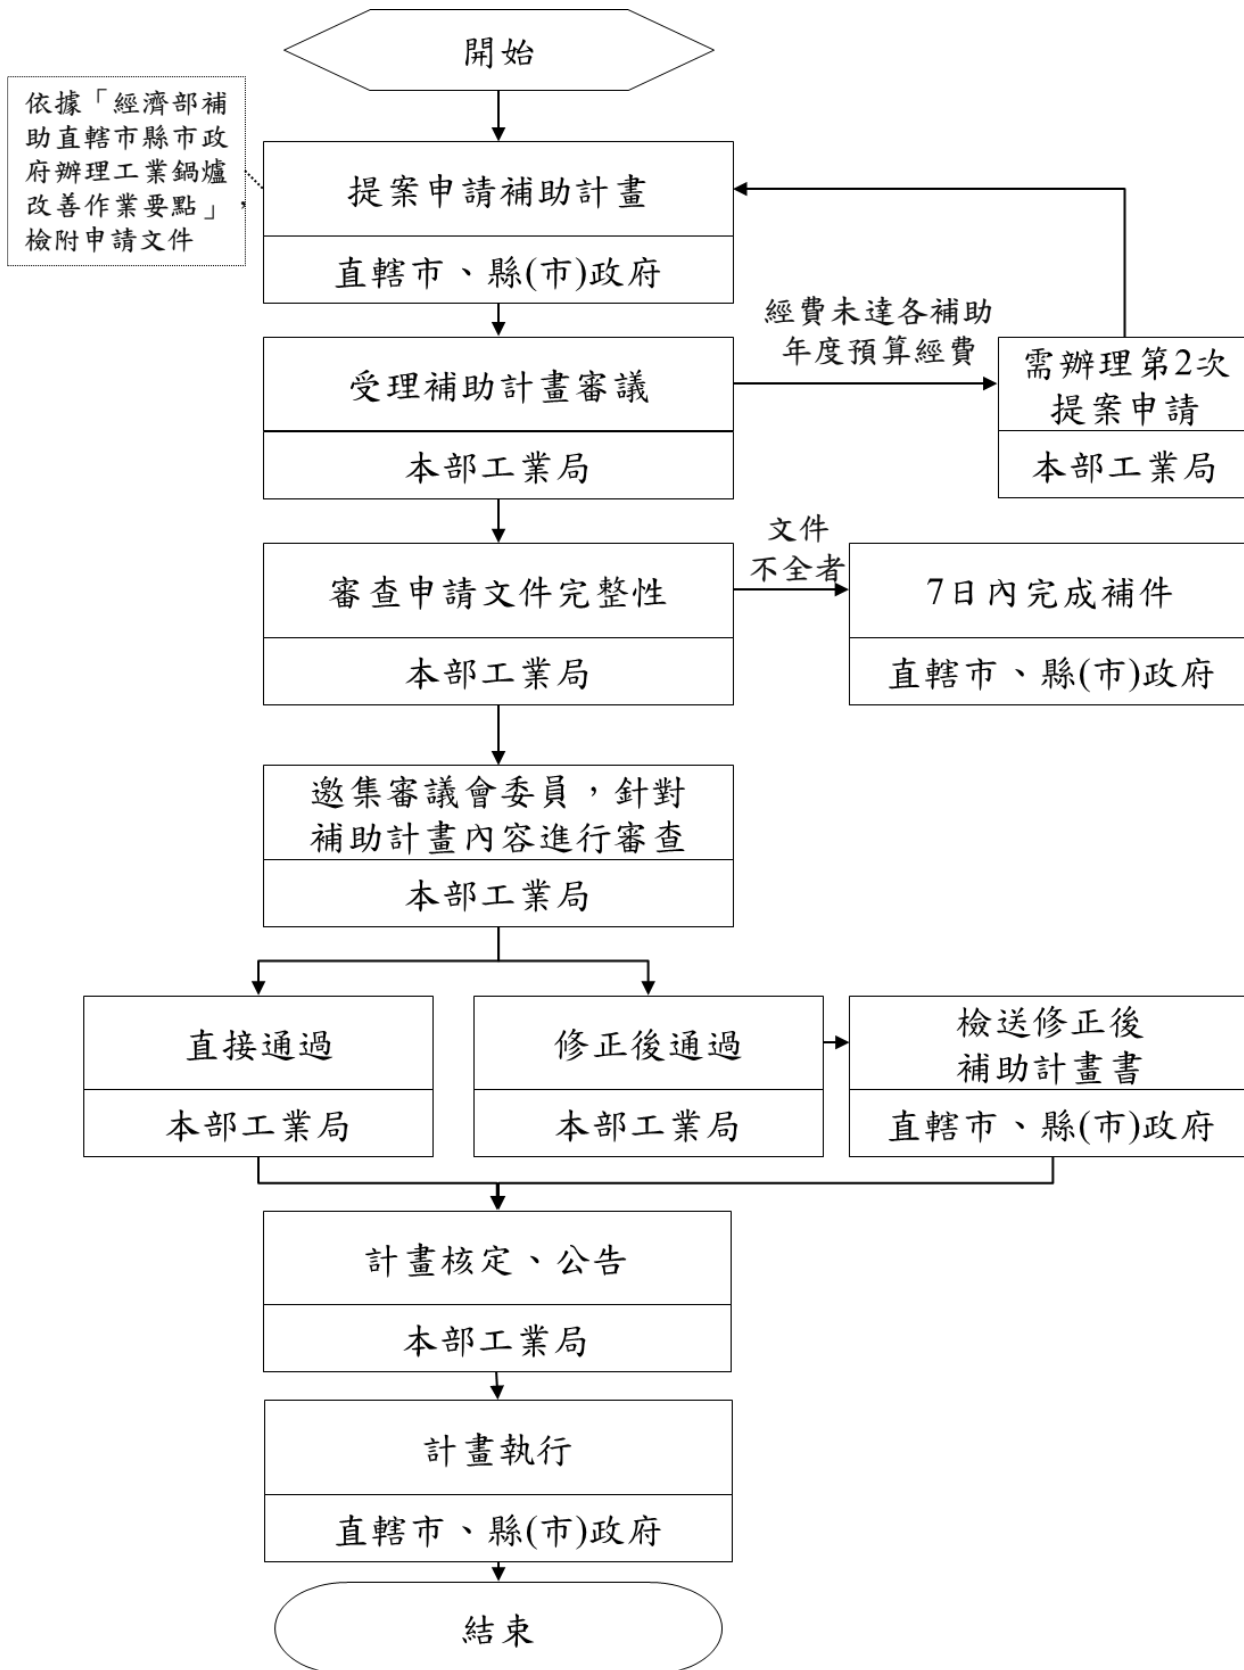 開始
依據「經濟部補
助直轄市縣市政
府辦理工業鍋爐
改善作業要點」，
檢附申請文件
提案申請補助計畫
直轄市、縣(市)政府
經費未達各補助
年度預算經費
受理補助計畫審議
本部工業局
需辦理第2次
提案申請
本部工業局
文件
不全者
審查申請文件完整性
本部工業局
7日內完成補件
直轄市、縣(市)政府
邀集審議會委員，針對
補助計畫內容進行審查
本部工業局
直接通過
本部工業局
修正後通過
本部工業局
檢送修正後
補助計畫書
直轄市、縣(市)政府
計畫核定、公告
本部工業局
計畫執行
直轄市、縣(市)政府
結束